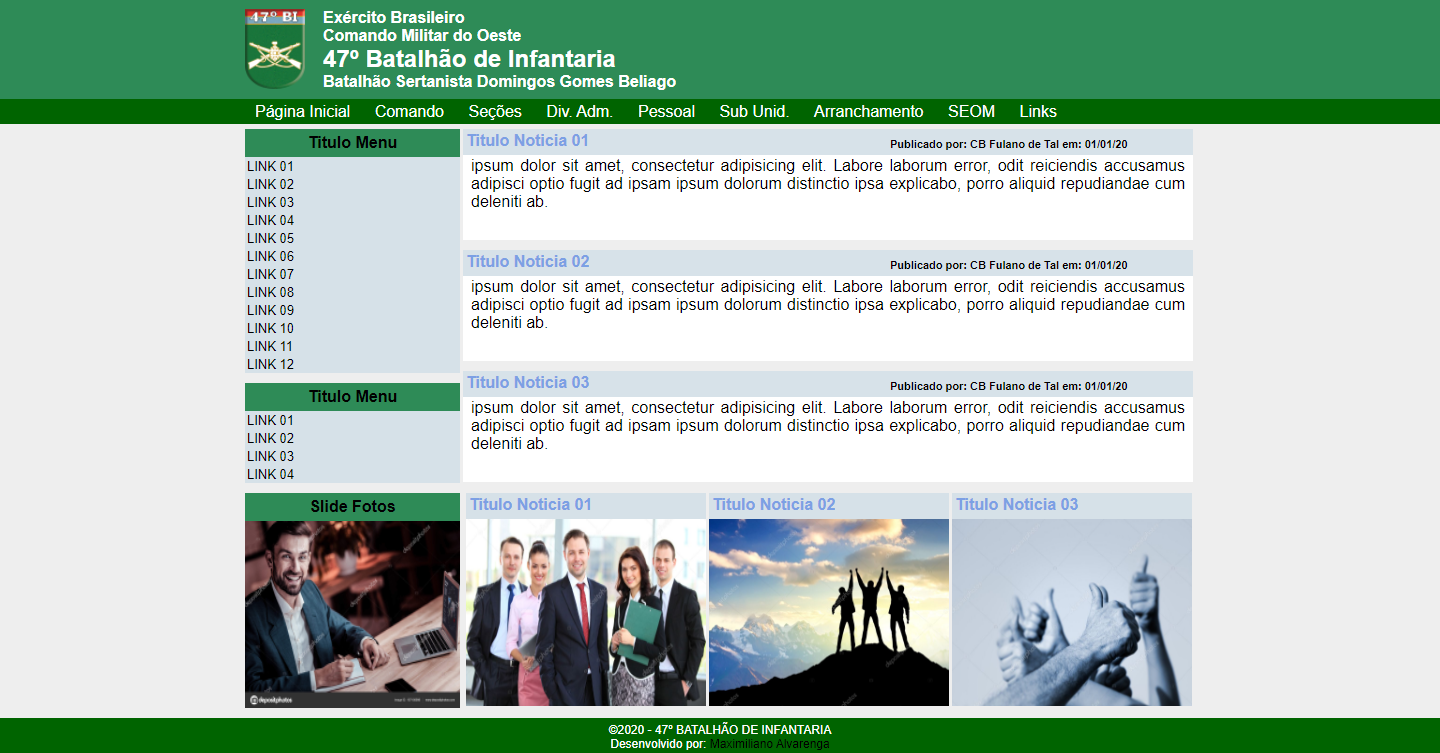 47º BI
Exército Brasileiro
Comando Militar do Oeste
47º Batalhão de Infantaria
Batalhão Sertanista Domingos Gomes Beliago
Página Inicial Comando Seções Div. Adm. Pessoal Sub Unid. Arranchamento SEOM Links
Titulo Menu
LINK 01
LINK 02
LINK 03
LINK 04
LINK 05
LINK 06
LINK 07
LINK 08
LINK 09
LINK 10
LINK 11
LINK 12
Titulo Menu
LINK 01
LINK 02
LINK 03
LINK 04
Slide Fotos
depositphotos
Titulo Noticia 01 Publicado por: CB Fulano de Tal em: 01/01/20
ipsum dolor sit amet, consectetur adipisicing elit. Labore laborum error, odit reiciendis accusamus
adipisci optio fugit ad ipsam ipsum dolorum distinctio ipsa explicabo, porro aliquid repudiandae cum
deleniti ab.
Titulo Noticia 02 Publicado por: CB Fulano de Tal em: 01/01/20
ipsum dolor sit amet, consectetur adipisicing elit. Labore laborum error, odit reiciendis accusamus
adipisci optio fugit ad ipsam ipsum dolorum distinctio ipsa explicabo, porro aliquid repudiandae cum
deleniti ab.
Titulo Noticia 03 Publicado por: CB Fulano de Tal em: 01/01/20
ipsum dolor sit amet, consectetur adipisicing elit. Labore laborum error, odit reiciendis accusamus
adipisci optio fugit ad ipsam ipsum dolorum distinctio ipsa explicabo, porro aliquid repudiandae cum
deleniti ab.
Titulo Noticia 01 Titulo Noticia 02 Titulo Noticia 03
©2020 - 47º BATALHÃO DE INFANTARIA
Desenvolvido por: Maximiliano Alvarenga